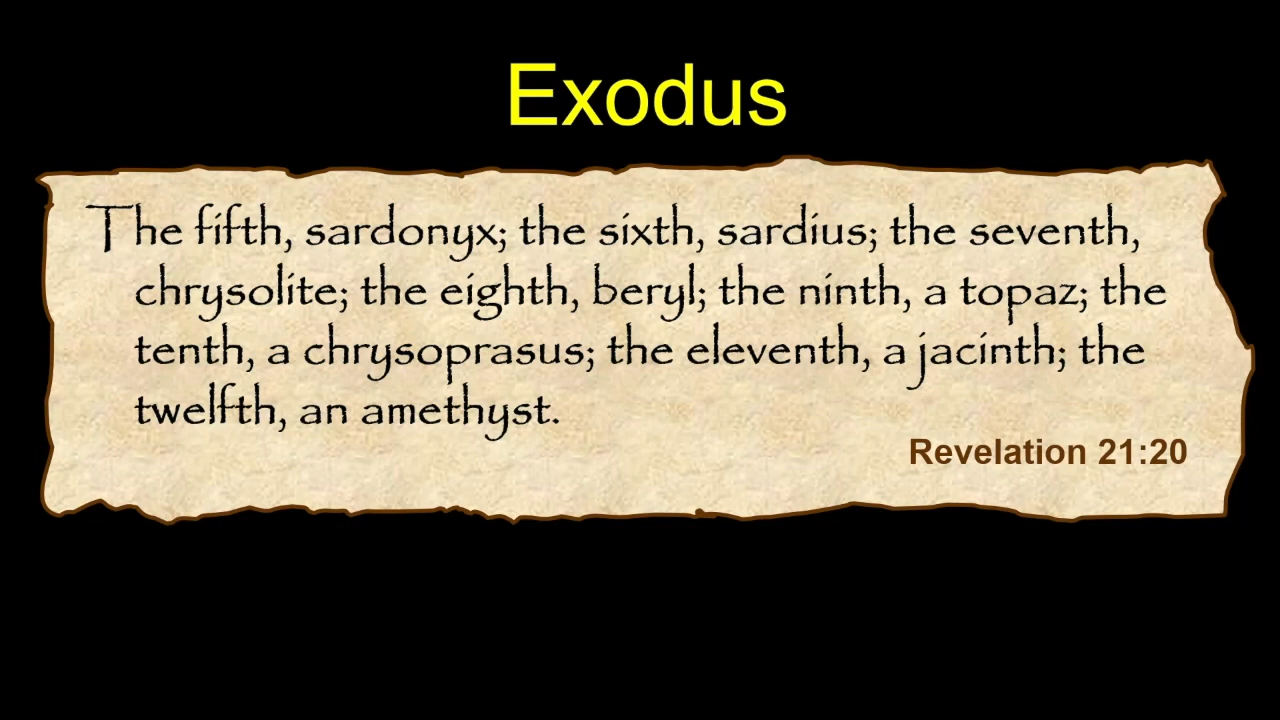 Exodus
The fifth, sardonyx; the sixth, sardius; the seventh,
chrysolite; the eighth, beryl; the ninth, a topaz; the
tenth, a chrysoprasus; the eleventh, a jacinth; the
twelfth, an amethyst.
Revelation 21:20